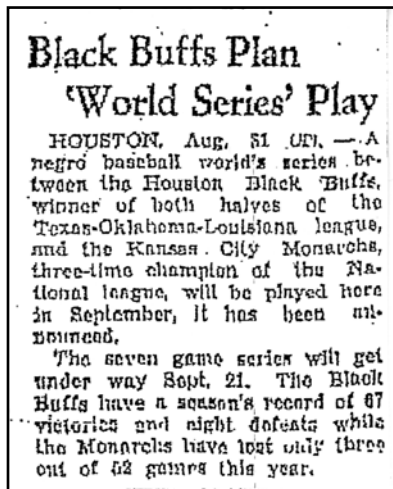 Black Buffs Plan
'World Series' Play
HOUSTON, Aug. 31 — A
negro baseball world's series be-
tween the Houston Black Buffs,
winner of both halves of the
Texas-Oklahoma-Louisiana league,
and the Kansas City Monarchs,
three-time champion of the Na-
tional league, will be played here
in September, it has been an-
nounced.
The seven game series will get
under way Sept. 21. The Black
Buffs have a season's record of 67
victories and eight defeats while
the Monarchs have lost only three
out of 52 games this year.